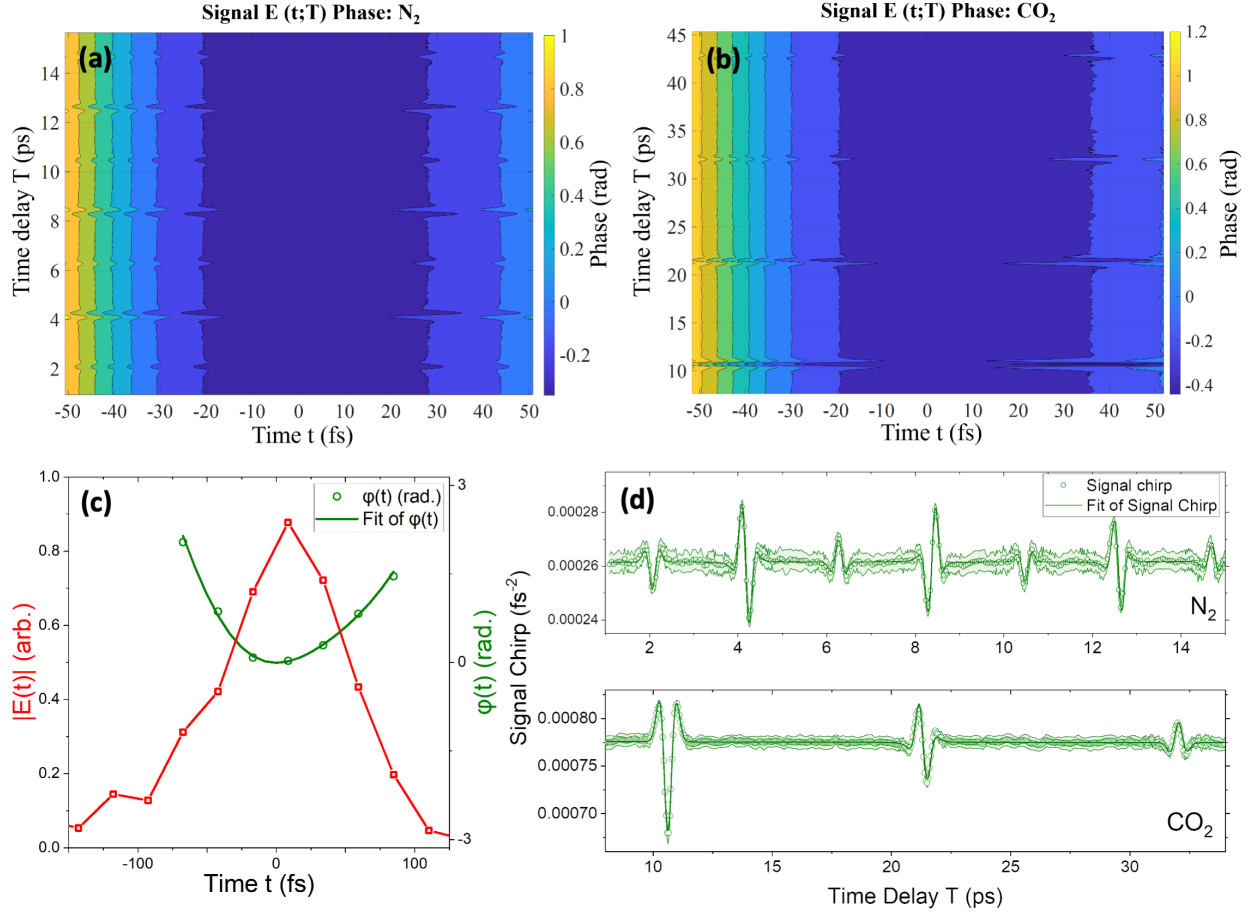 Signal E (t;T) Phase: N₂
(a)
14
12
10
8
6
4
2
Time delay T (ps)
-50 -40 -30 -20 -10 0 10 20 30 40 50
Time t (fs)
1
0.8
0.6
0.4
0.2
0
-0.2
Phase (rad)
Signal E (t;T) Phase: CO₂
(b)
45
40
35
30
25
20
15
10
Time delay T (ps)
-50 -40 -30 -20 -10 0 10 20 30 40 50
Time t (fs)
1.2
1
0.8
0.6
0.4
0.2
0
-0.2
-0.4
Phase (rad)
(c)
φ(t) (rad.)
Fit of φ(t)
1.0
0.8
0.6
0.4
0.2
0.0
|E(t)| (arb.)
3
0
-3
φ(t) (rad.)
-100 0 100
Time t (fs)
(d)
Signal chirp
Fit of Signal Chirp
0.00028
0.00026
0.00024
N₂
2 4 6 8 10 12 14
Signal Chirp (fs⁻²)
0.00080
0.00075
0.00070
CO₂
10 15 20 25 30
Time Delay T (ps)